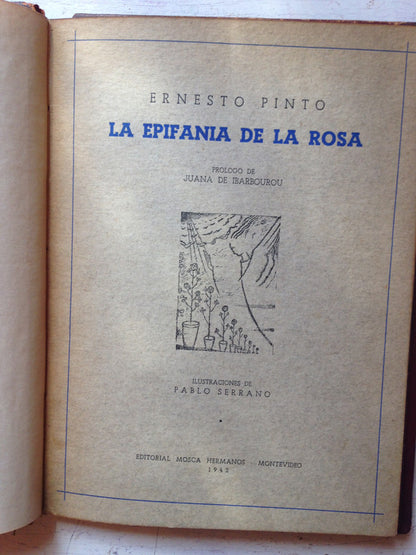 ERNESTO PINTO
LA EPIFANIA DE LA ROSA
PROLOGO DE
JUANA DE IBARBOUROU
ILUSTRACIONES DE
PABLO SERRANO
EDITORIAL MOSCA HERMANOS - MONTEVIDEO
1942